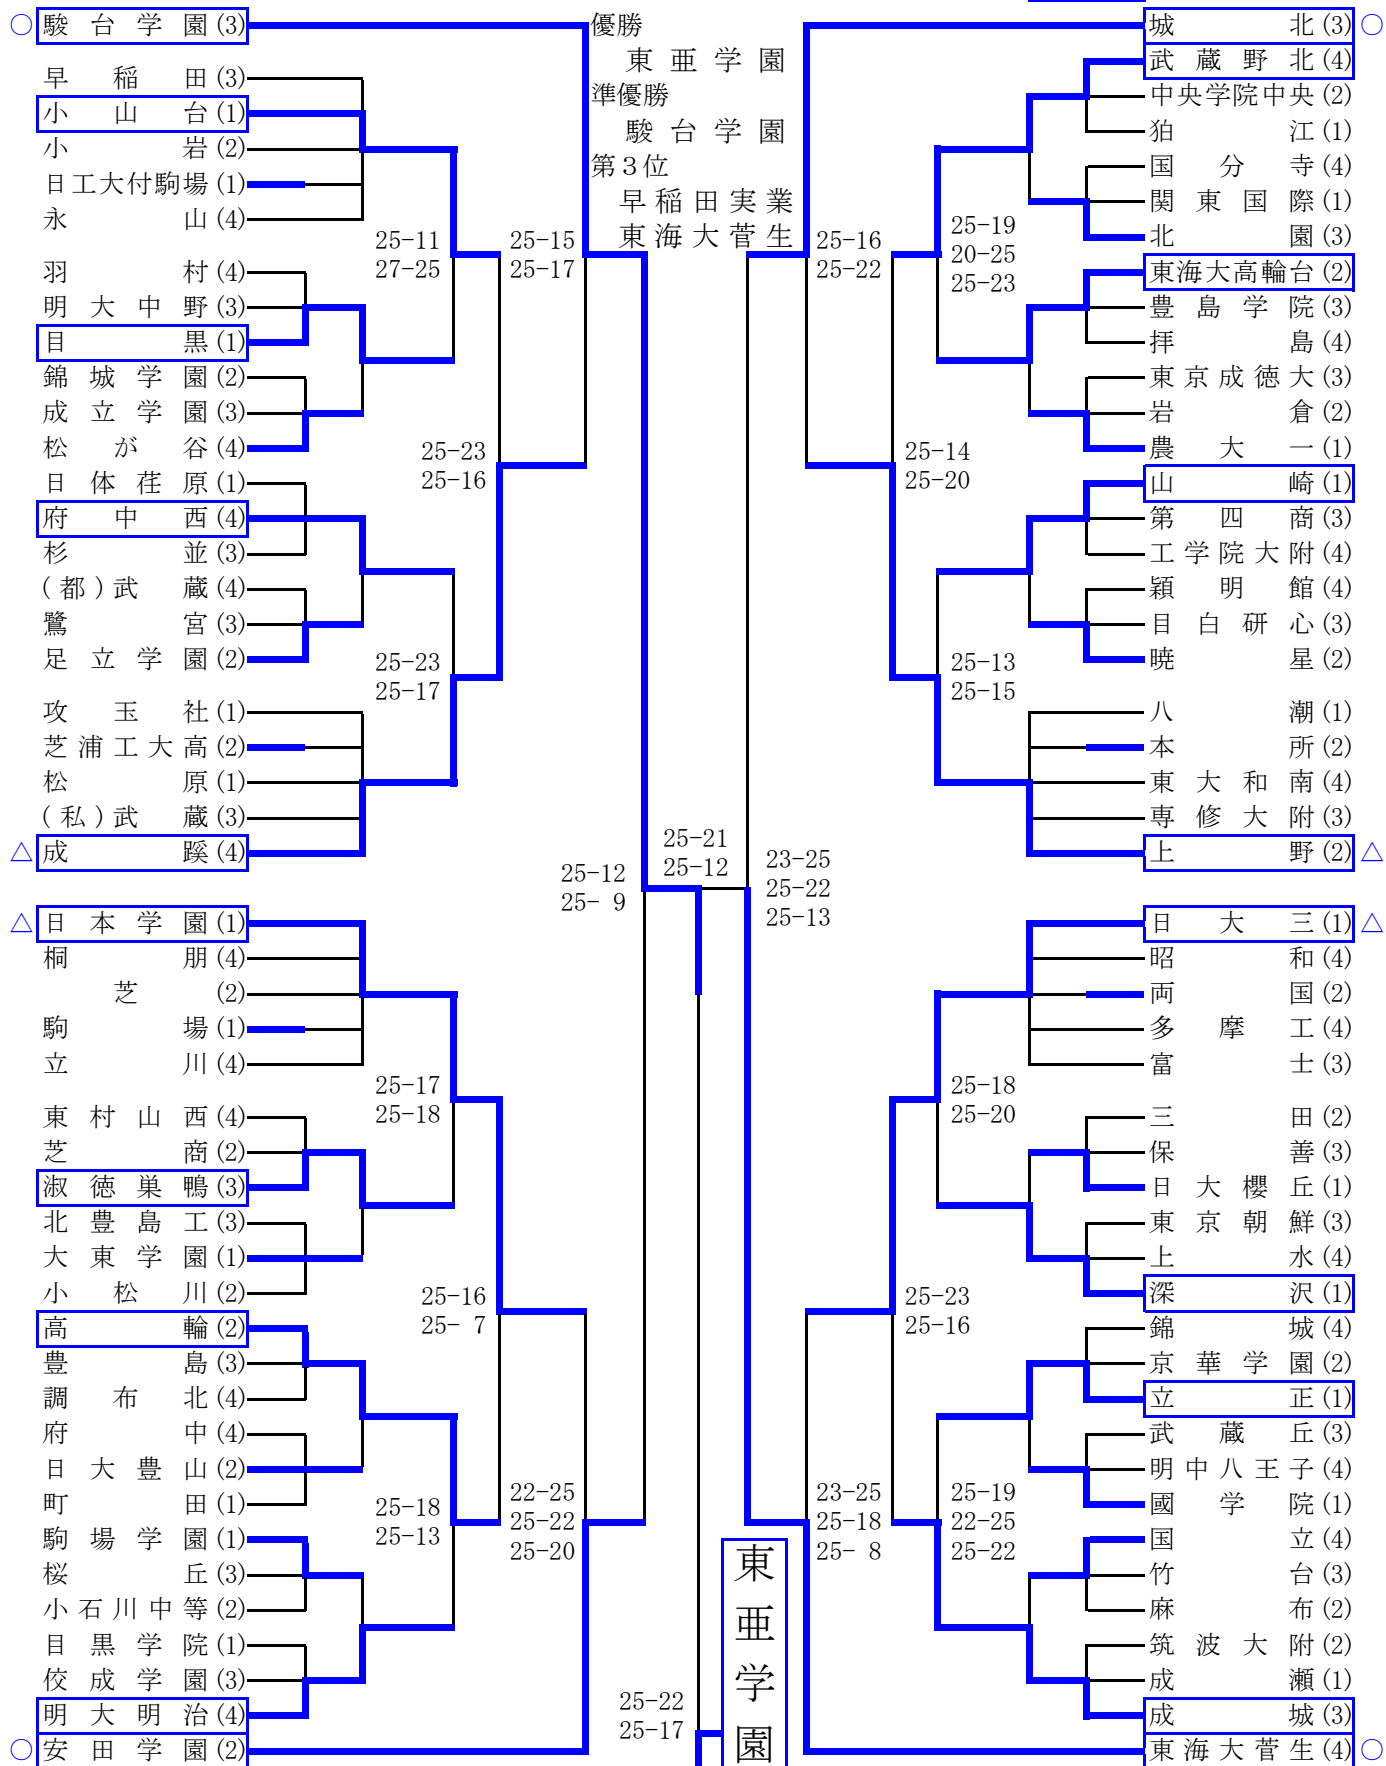 ○ 駿台学園 (3)
早稲田 (3)
小山台 (1)
小岩 (2)
日工大付駒場 (1)
永山 (4)
羽村 (4)
明大中野 (3)
目黒 (1)
錦城学園 (2)
成立学園 (3)
松が谷 (4)
日体荏原 (1)
府中西 (4)
杉並 (3)
(都)武蔵 (4)
鷺宮 (3)
足立学園 (2)
攻玉社 (1)
芝浦工大高 (2)
松原 (1)
(私)武蔵 (3)
△ 成蹊 (4)
△ 日本学園 (1)
桐朋 (4)
芝 (2)
駒場 (1)
立川 (4)
東村山西 (4)
芝商 (2)
淑徳巣鴨 (3)
北豊島工 (3)
大東学園 (1)
小松川 (2)
高輪 (2)
豊島 (3)
調布北 (4)
府中 (4)
日大豊山 (2)
町田 (1)
駒場学園 (1)
桜丘 (3)
小石川中等 (2)
目黒学院 (1)
佼成学園 (3)
明大明治 (4)
○ 安田学園 (2)
25-11
27-25
25-15
25-17
25-23
25-16
25-23
25-17
25-12
25- 9
25-17
25-18
25-16
25- 7
25-18
25-13
22-25
25-22
25-20
優勝
東亜学園
準優勝
駿台学園
第3位
早稲田実業
東海大菅生
25-21
25-12
25-22
25-17
東亜学園
25-16
25-22
25-19
20-25
25-23
25-14
25-20
25-13
25-15
23-25
25-22
25-13
25-18
25-20
25-23
25-16
23-25
25-18
25- 8
25-19
22-25
25-22
城北 (3) ○
武蔵野北 (4)
中央学院中央 (2)
狛江 (1)
国分寺 (4)
関東国際 (1)
北園 (3)
東海大高輪台 (2)
豊島学院 (3)
拝島 (4)
東京成徳大 (3)
岩倉 (2)
農大一 (1)
山崎 (1)
第四商 (3)
工学院大附 (4)
穎明館 (4)
目白研心 (3)
暁星 (2)
八潮 (1)
本所 (2)
東大和南 (4)
専修大附 (3)
上野 (2) △
日大三 (1) △
昭和 (4)
両国 (2)
多摩工 (4)
富士 (3)
三田 (2)
保善 (3)
日大櫻丘 (1)
東京朝鮮 (3)
上水 (4)
深沢 (1)
錦城 (4)
京華学園 (2)
立正 (1)
武蔵丘 (3)
明中八王子 (4)
國学院 (1)
国立 (4)
竹台 (3)
麻布 (2)
筑波大附 (2)
成瀬 (1)
成城 (3)
東海大菅生 (4) ○